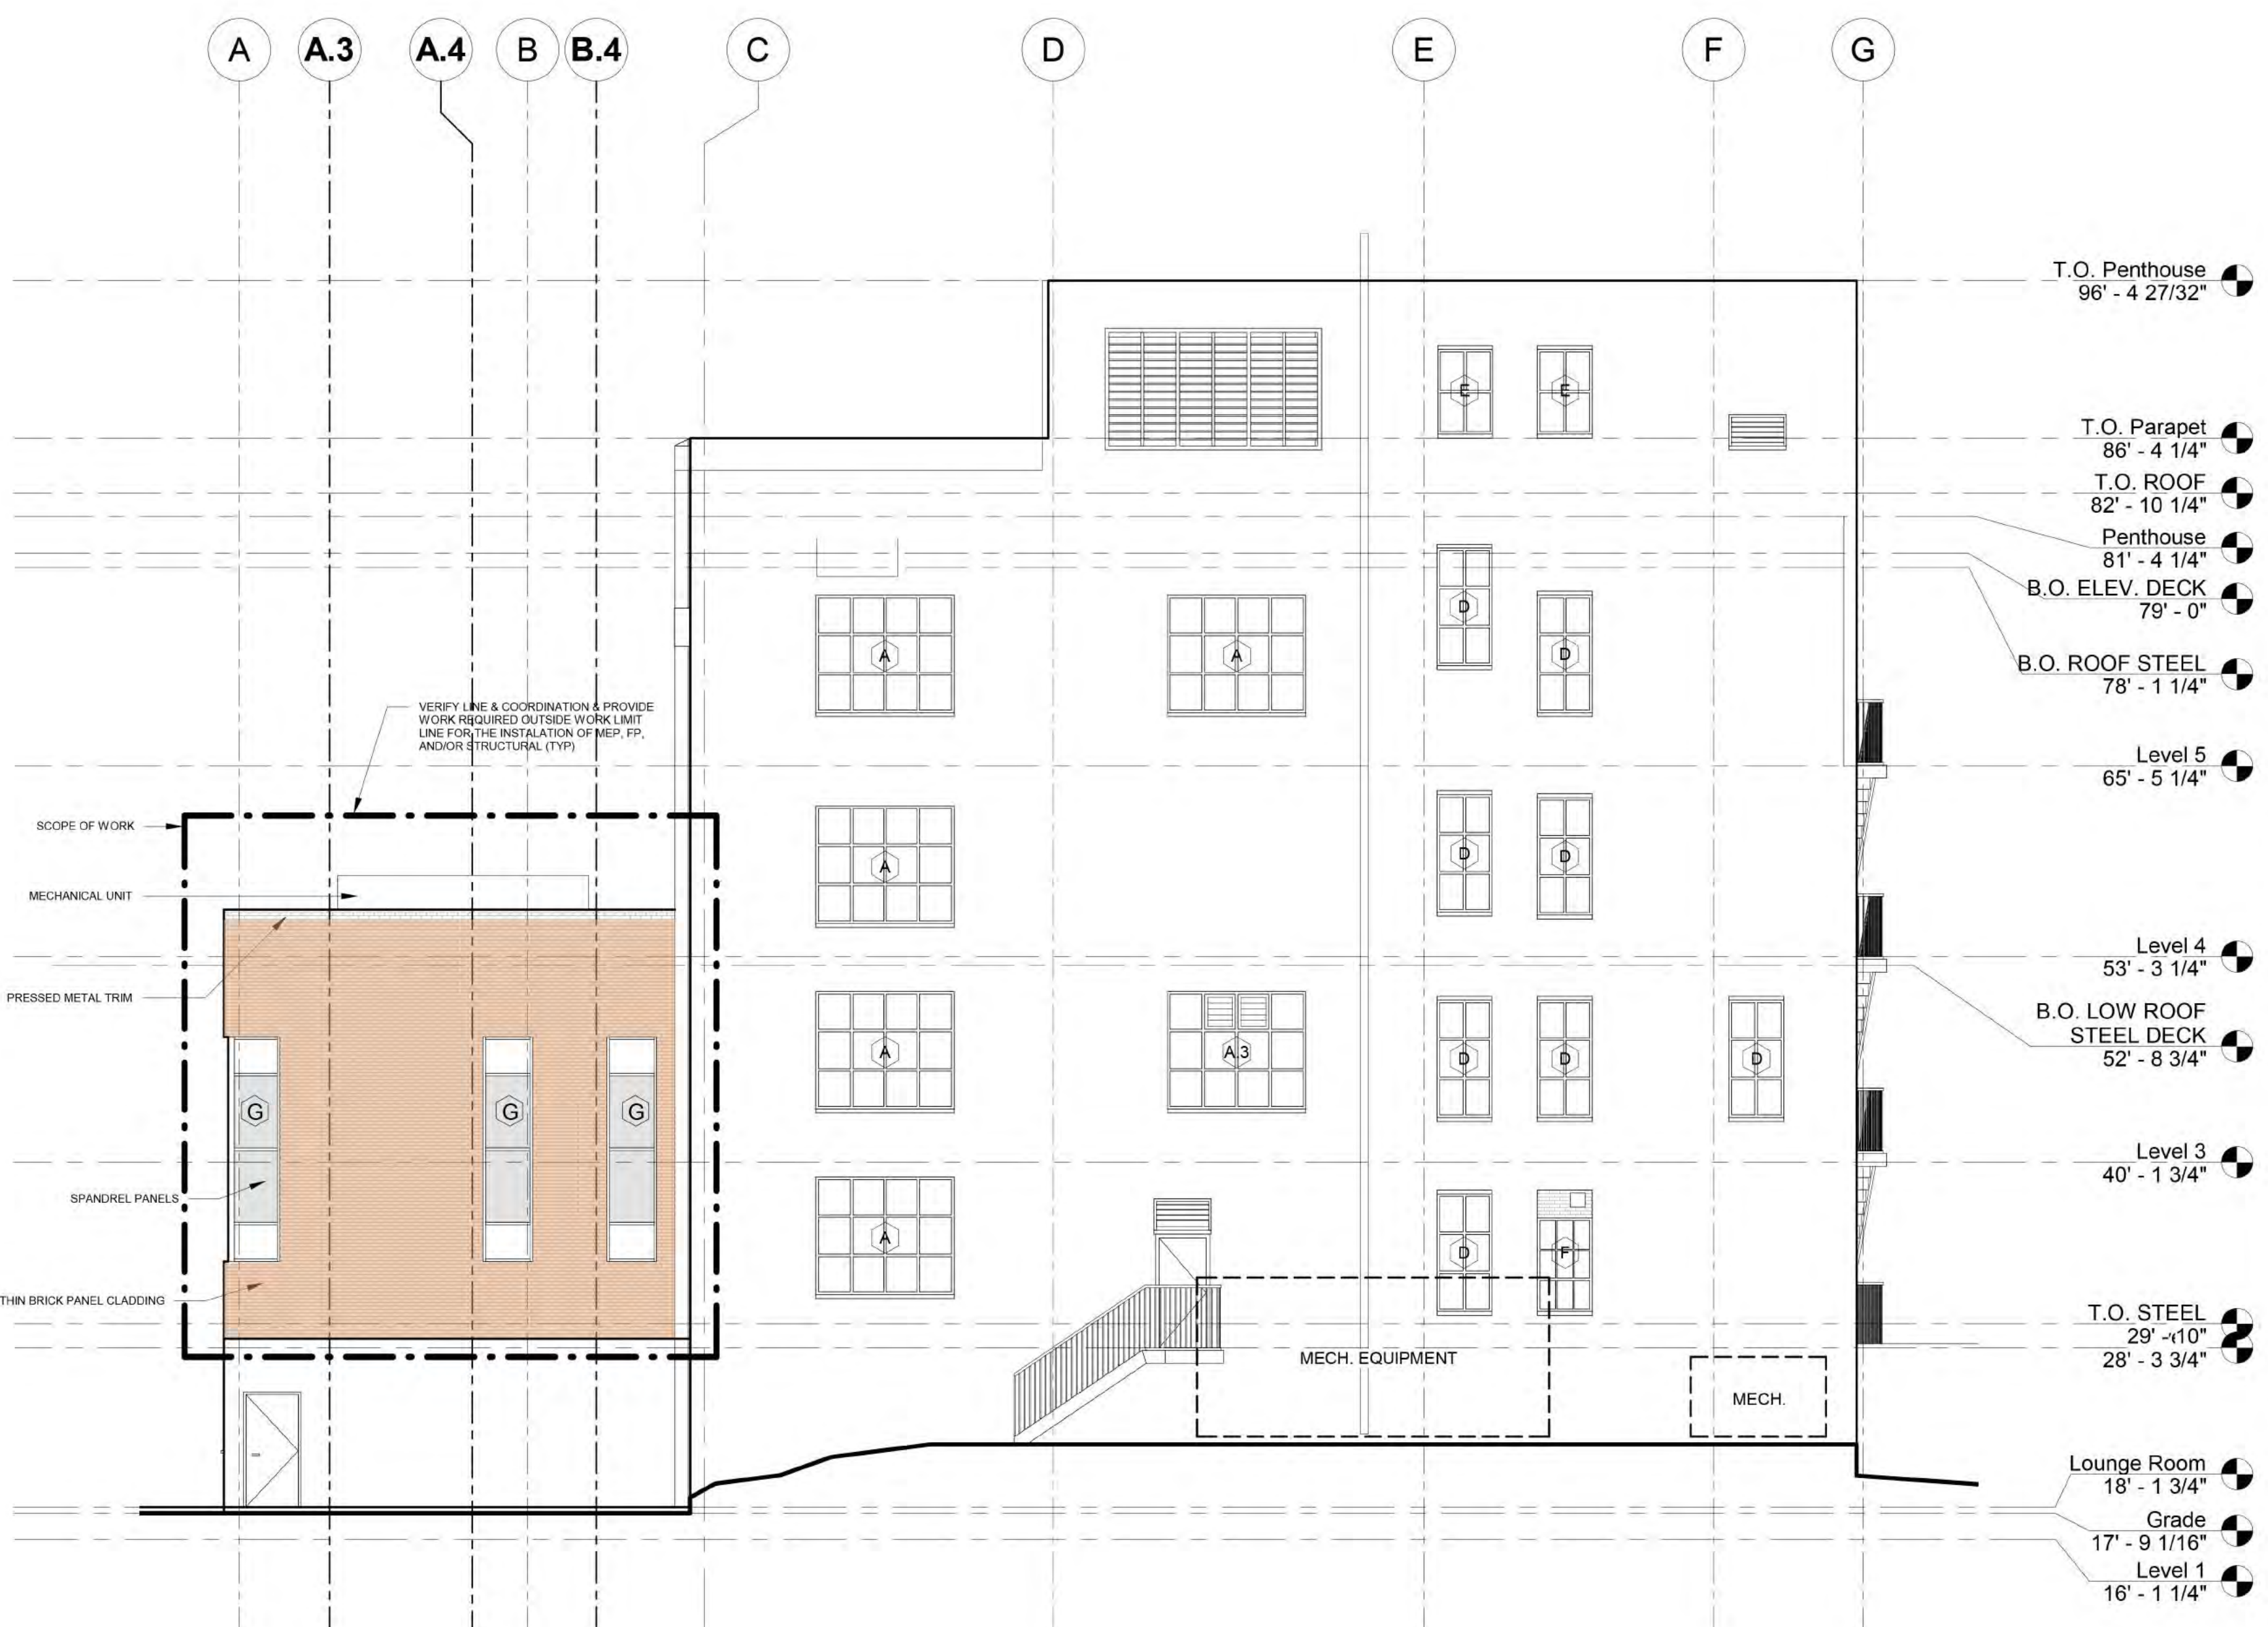 A
A.3
A.4
B
B.4
C
D
E
F
G
T.O. Penthouse
96' - 4 27/32"
E
E
T.O. Parapet
86' - 4 1/4"
T.O. ROOF
82' - 10 1/4"
Penthouse
81' - 4 1/4"
B.O. ELEV. DECK
79' - 0"
D
A
A
D
B.O. ROOF STEEL
78' - 1 1/4"
VERIFY LINE & COORDINATION & PROVIDE
WORK REQUIRED OUTSIDE WORK LIMIT
LINE FOR THE INSTALATION OF MEP, FP,
AND/OR STRUCTURAL (TYP)
Level 5
65' - 5 1/4"
SCOPE OF WORK
A
D
D
MECHANICAL UNIT
Level 4
53' - 3 1/4"
PRESSED METAL TRIM
B.O. LOW ROOF
STEEL DECK
52' - 8 3/4"
A
A.3
D
D
D
G
G
G
Level 3
40' - 1 3/4"
SPANDREL PANELS
A
D
F
THIN BRICK PANEL CLADDING
T.O. STEEL
29' - 10"
28' - 3 3/4"
MECH. EQUIPMENT
MECH.
Lounge Room
18' - 1 3/4"
Grade
17' - 9 1/16"
Level 1
16' - 1 1/4"